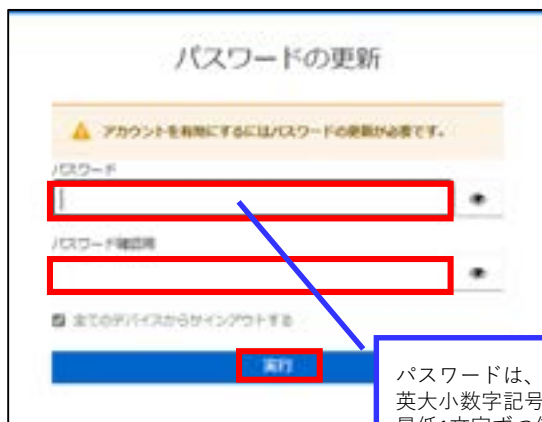 パスワードの更新
アカウントを有効にするにはパスワードの更新が必要です。
パスワード
パスワード確認用
全てのデバイスからサインアウトする
実行
パスワードは、
英大小数字記号